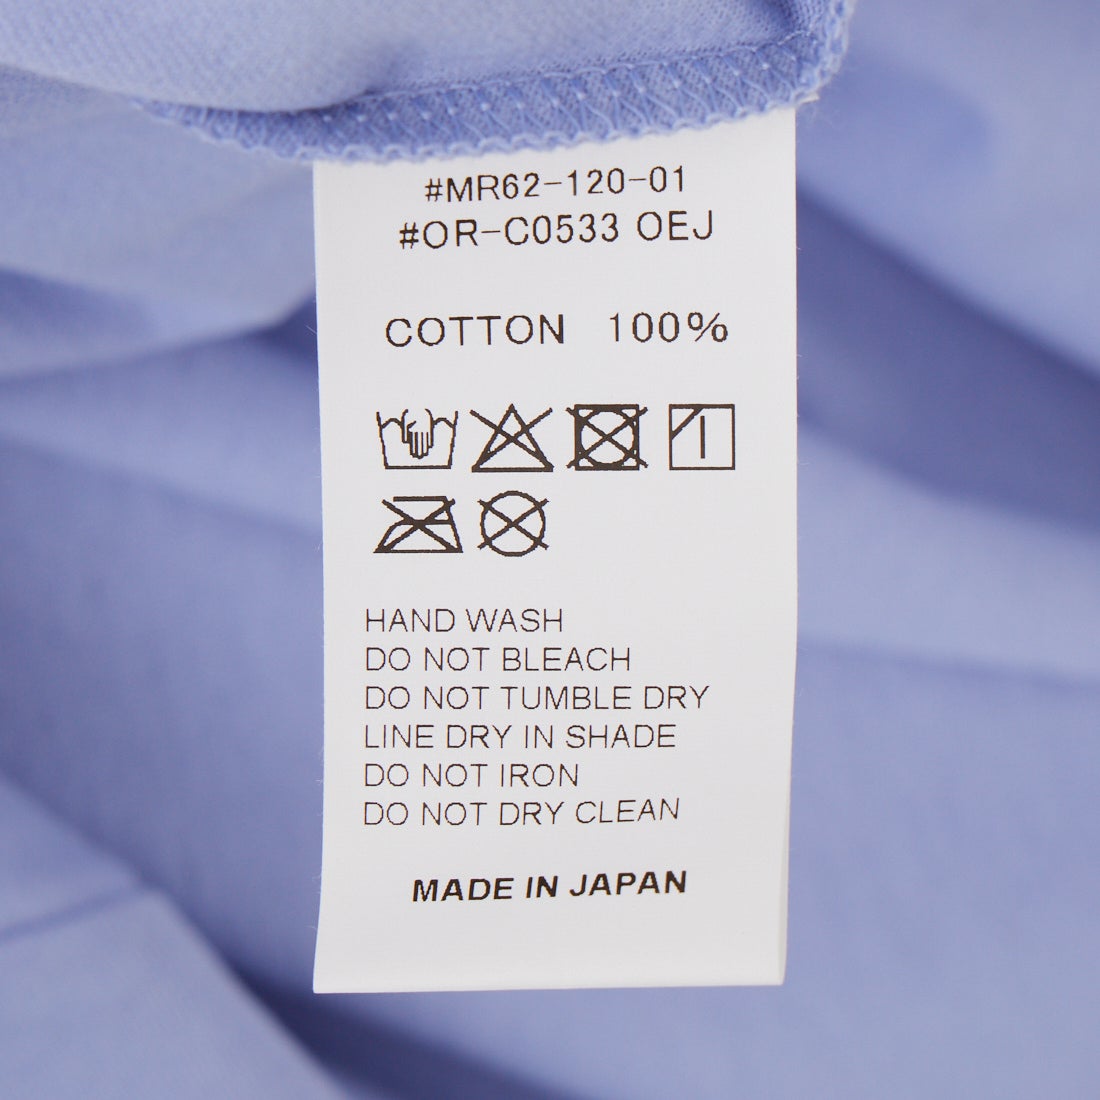 #MR62-120-01
#OR-C0533 OEJ
COTTON 100%
HAND WASH
DO NOT BLEACH
DO NOT TUMBLE DRY
LINE DRY IN SHADE
DO NOT IRON
DO NOT DRY CLEAN
MADE IN JAPAN